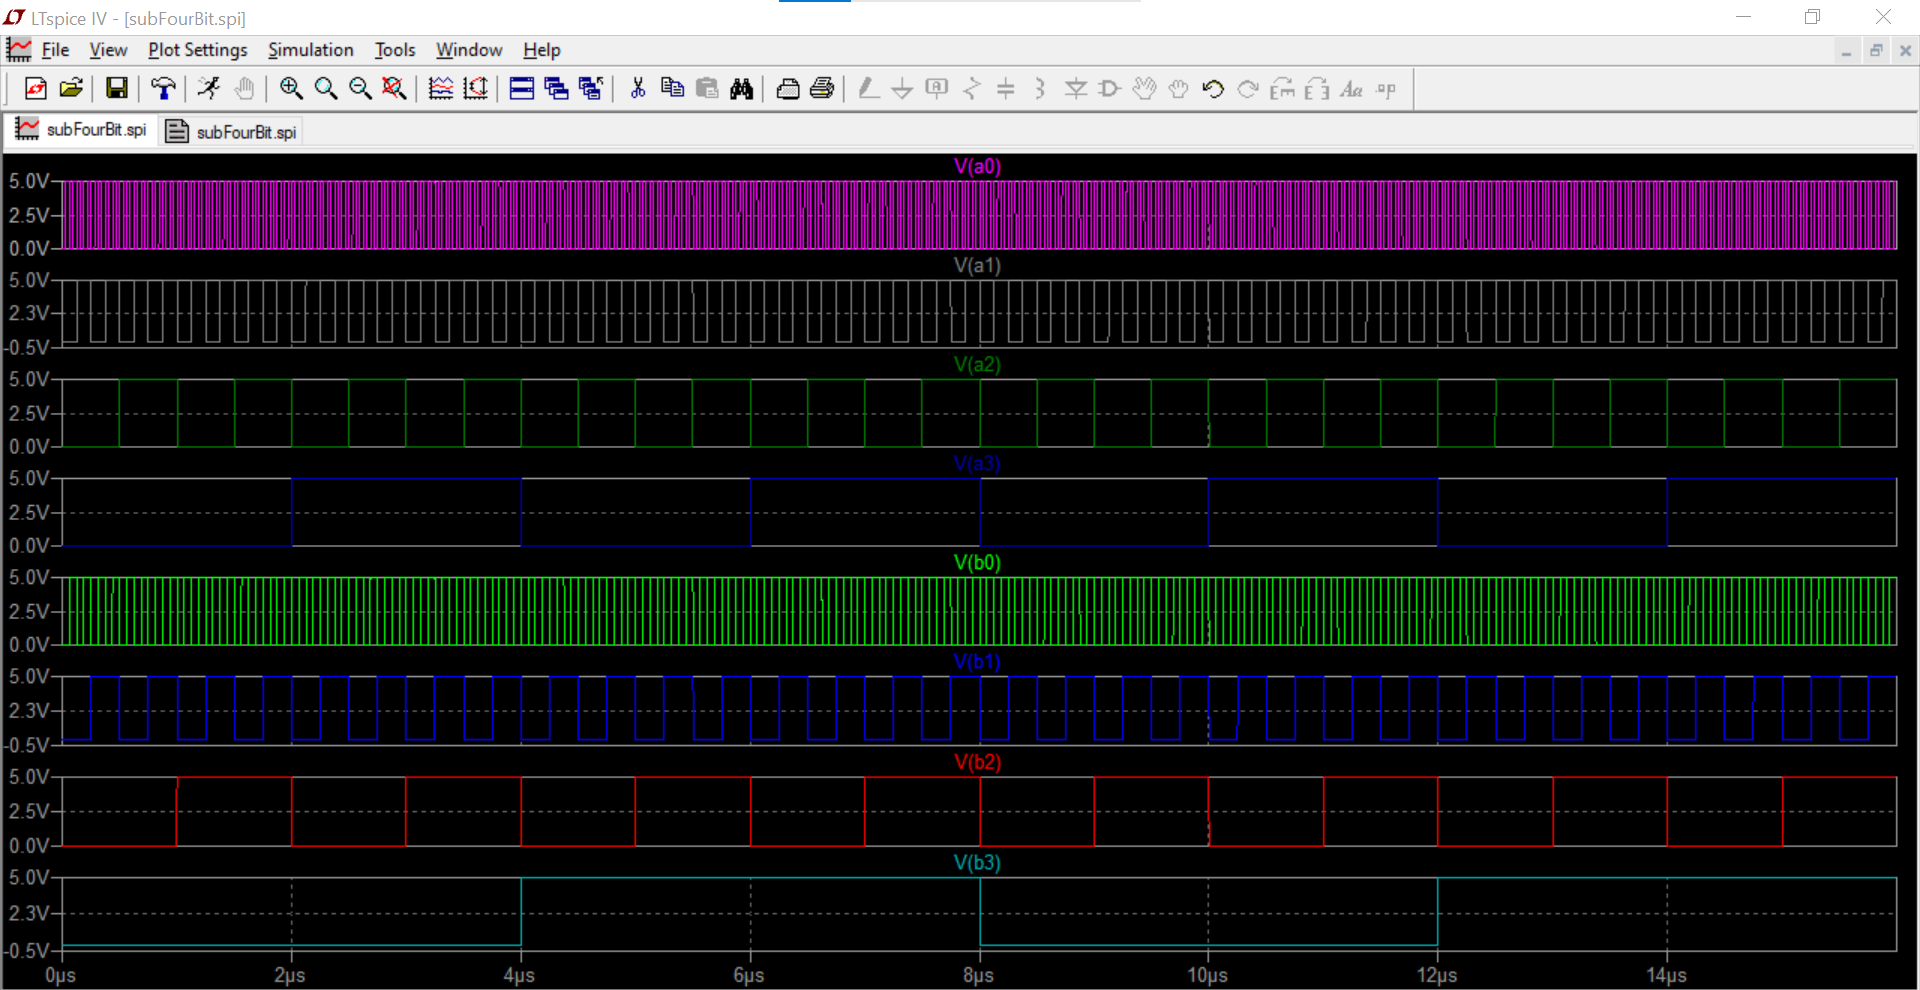 LTspice IV - [subFourBit.spi]
File View Plot Settings Simulation Tools Window Help
subFourBit.spi subFourBit.spi
V(a0)
5.0V
2.5V
0.0V
V(a1)
5.0V
2.3V
-0.5V
V(a2)
5.0V
2.5V
0.0V
V(a3)
5.0V
2.5V
0.0V
V(b0)
5.0V
2.5V
0.0V
V(b1)
5.0V
2.3V
-0.5V
V(b2)
5.0V
2.5V
0.0V
V(b3)
5.0V
2.3V
-0.5V
0µs 2µs 4µs 6µs 8µs 10µs 12µs 14µs